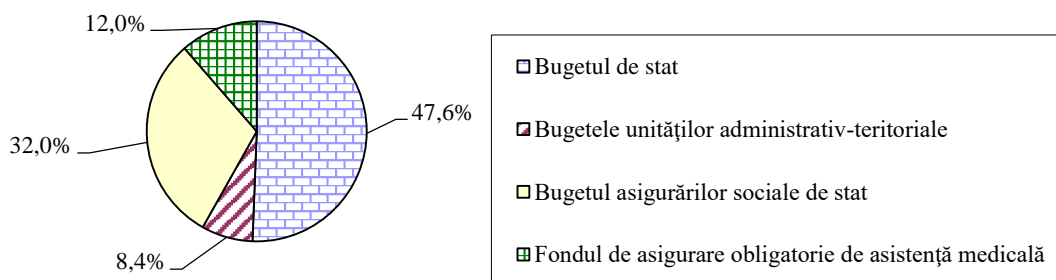 12,0%
47,6%
32,0%
8,4%
Bugetul de stat
Bugetele unităţilor administrativ-teritoriale
Bugetul asigurărilor sociale de stat
Fondul de asigurare obligatorie de asistenţă medicală